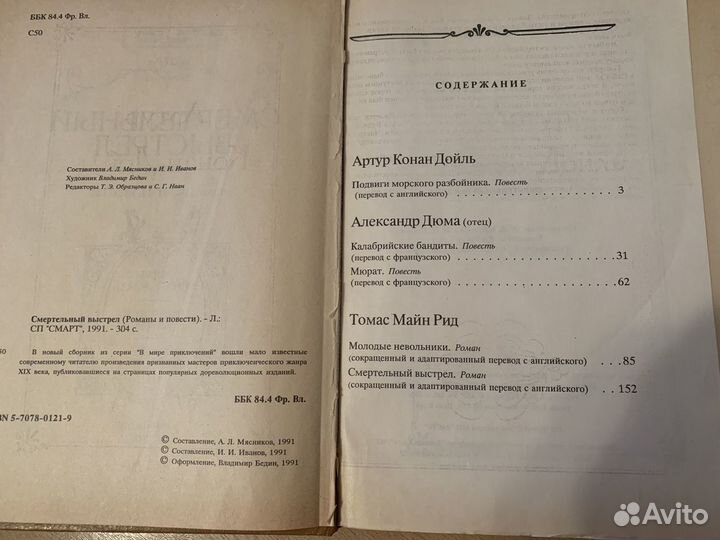 ББК 84.4 Фр. Вл.
С50
Составители А. Л. Мясников и И. И. Иванов
Художник Владимир Бедин
Редакторы Т. Э. Образцова и С. Г. Наан
Смертельный выстрел (Романы и повести). - Л.:
СП "СМАРТ", 1991. - 304 с.
50 В новый сборник из серии "В мире приключений" вошли мало известные
современному читателю произведения признанных мастеров приключенческого жанра
XIX века, публиковавшиеся на страницах популярных дореволюционных изданий.
ББК 84.4 Фр. Вл.
BN 5-7078-0121-9
© Составление, А. Л. Мясников, 1991
© Составление, И. И. Иванов, 1991
© Оформление, Владимир Бедин, 1991
СОДЕРЖАНИЕ
Артур Конан Дойль
Подвиги морского разбойника. Повесть
(перевод с английского) . . . . . . . . . . . . . . . . . . . . . . 3
Александр Дюма (отец)
Калабрийские бандиты. Повесть
(перевод с французского) . . . . . . . . . . . . . . . . . . . . . 31
Мюрат. Повесть
(перевод с французского) . . . . . . . . . . . . . . . . . . . . . 62
Томас Майн Рид
Молодые невольники. Роман
(сокращенный и адаптированный перевод с английского) . . . . 85
Смертельный выстрел. Роман
(сокращенный и адаптированный перевод с английского) . . . 152
Avito